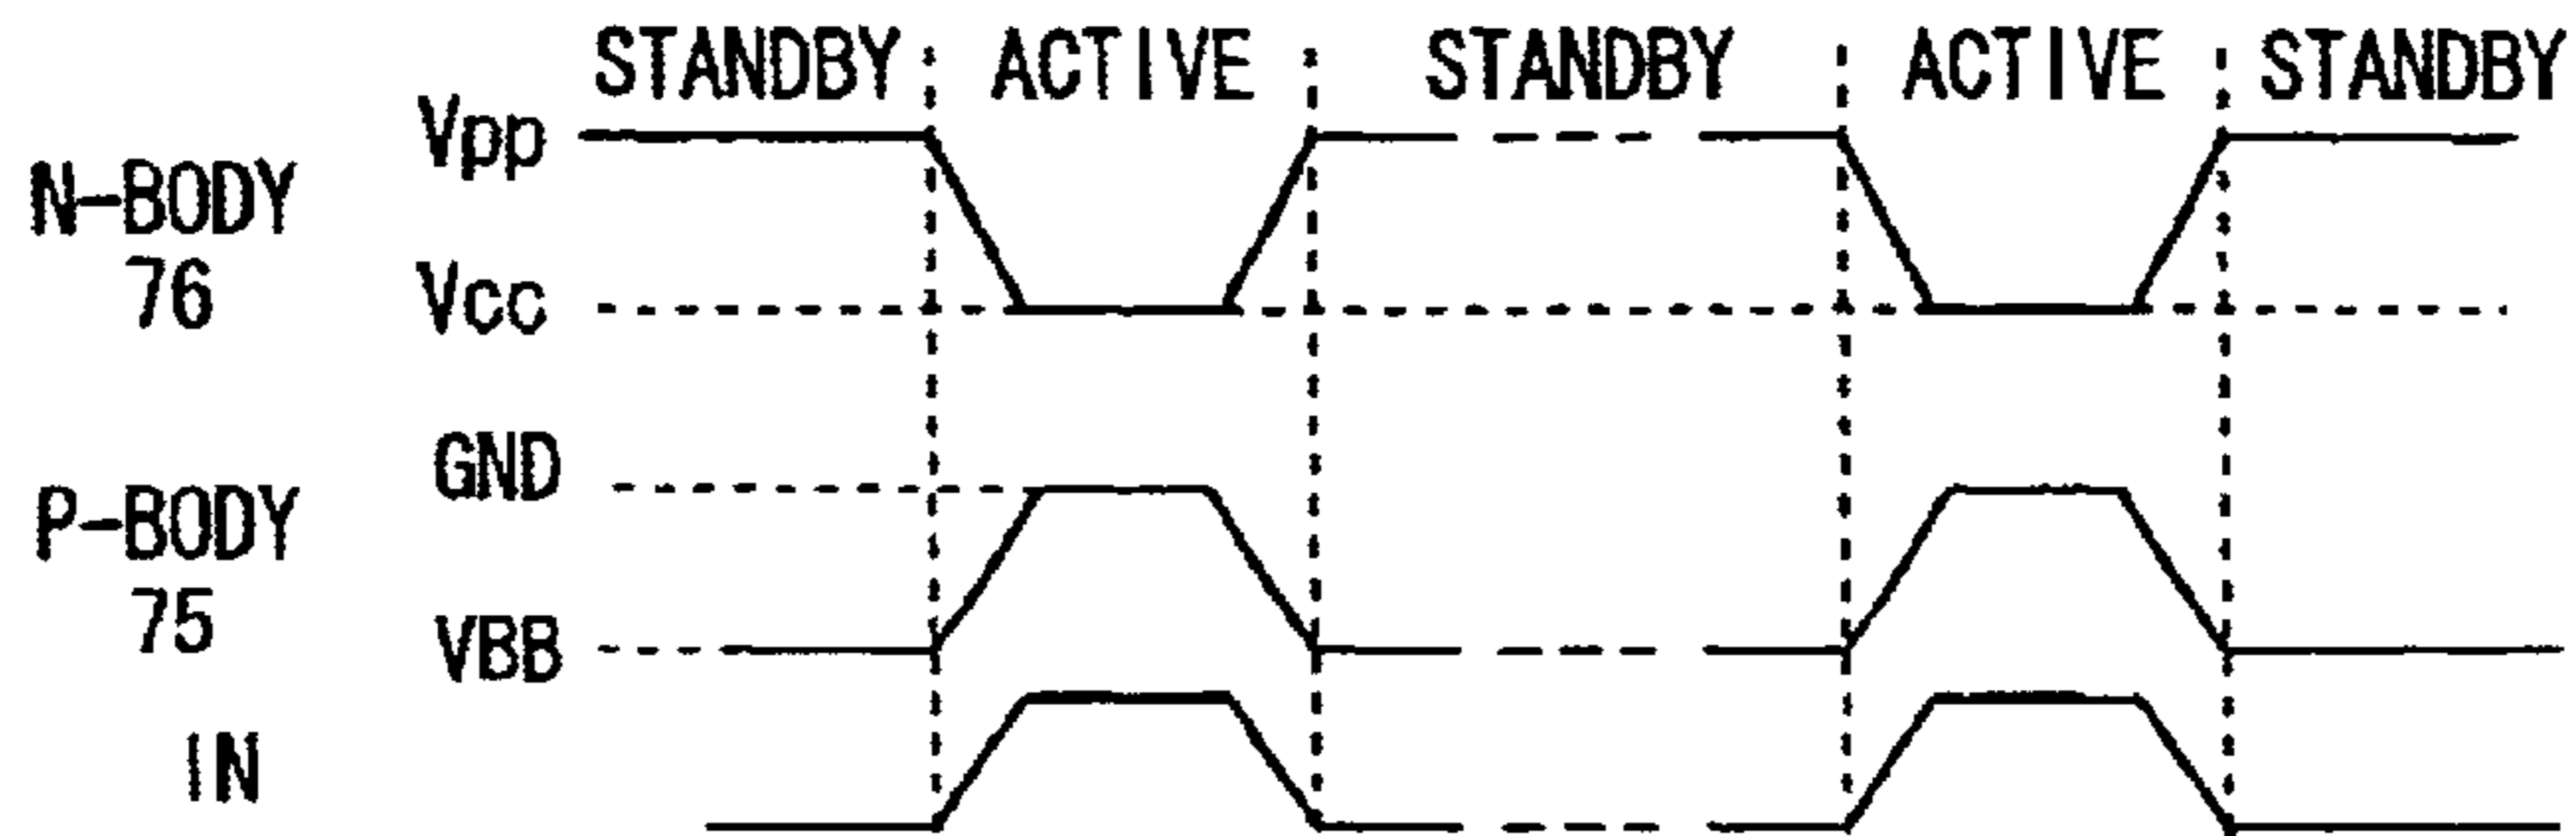 STANDBY ACTIVE STANDBY ACTIVE STANDBY
Vpp
N-BODY
76
Vcc
GND
P-BODY
75
VBB
IN